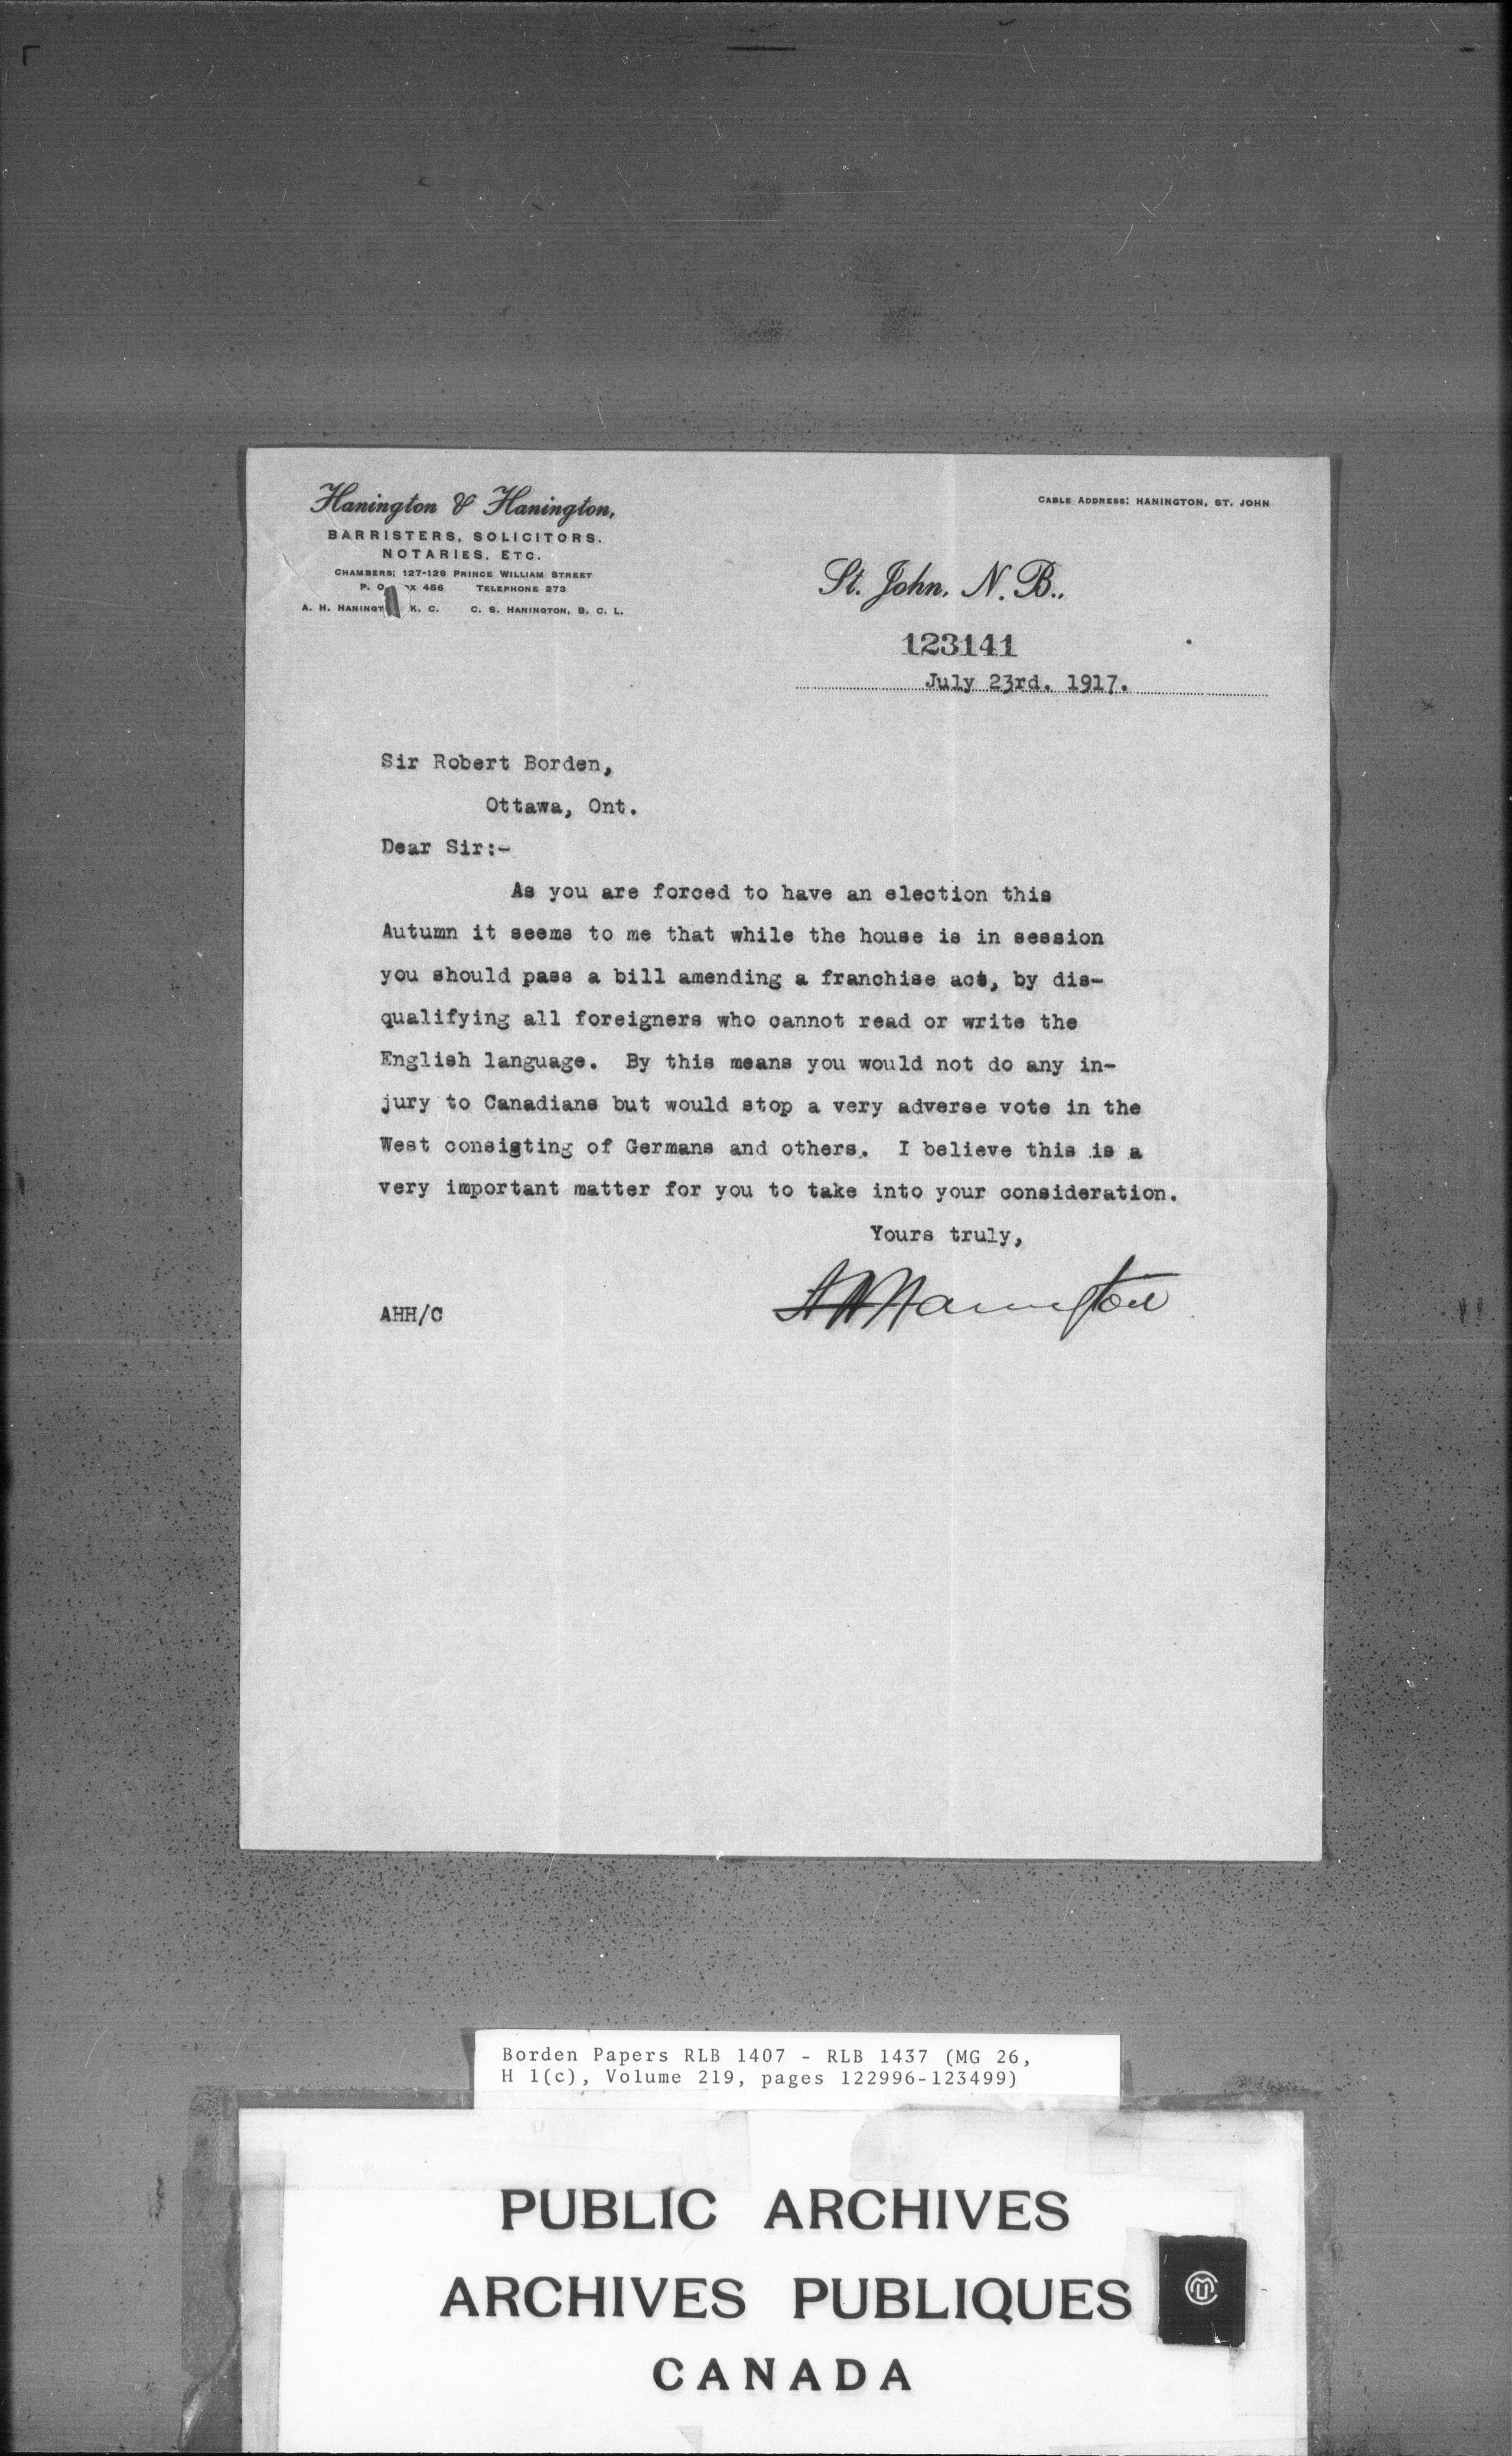 Hanington & Hanington,
BARRISTERS, SOLICITORS.
NOTARIES, ETC.
CHAMBERS: 127-129 PRINCE WILLIAM STREET
P. O. X 456 TELEPHONE 273
A. H. HANINGT K. C. C. S. HANINGTON, B. C. L.
CABLE ADDRESS: HANINGTON, ST. JOHN
St. John, N. B.,
123141
July 23rd. 1917.
Sir Robert Borden,
Ottawa, Ont.
Dear Sir:-
As you are forced to have an election this
Autumn it seems to me that while the house is in session
you should pass a bill amending a franchise act, by dis-
qualifying all foreigners who cannot read or write the
English language. By this means you would not do any in-
jury to Canadians but would stop a very adverse vote in the
West consisting of Germans and others. I believe this is a
very important matter for you to take into your consideration.
Yours truly,
A H Hanington
AHH/C
Borden Papers RLB 1407 - RLB 1437 (MG 26,
H 1(c), Volume 219, pages 122996-123499)
PUBLIC ARCHIVES
ARCHIVES PUBLIQUES
CANADA